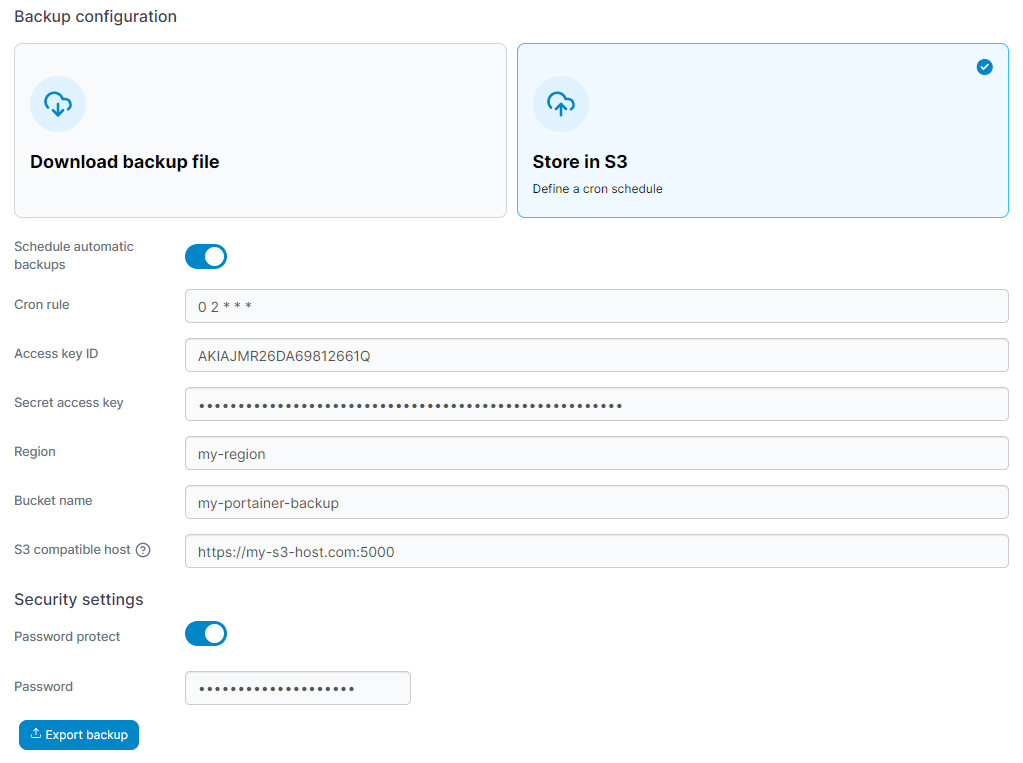 Backup configuration
Download backup file
Store in S3
Define a cron schedule
Schedule automatic
backups
Cron rule
0 2 * * *
Access key ID
AKIAJMR26DA69812661Q
Secret access key
Region
my-region
Bucket name
my-portainer-backup
S3 compatible host
https://my-s3-host.com:5000
Security settings
Password protect
Password
Export backup